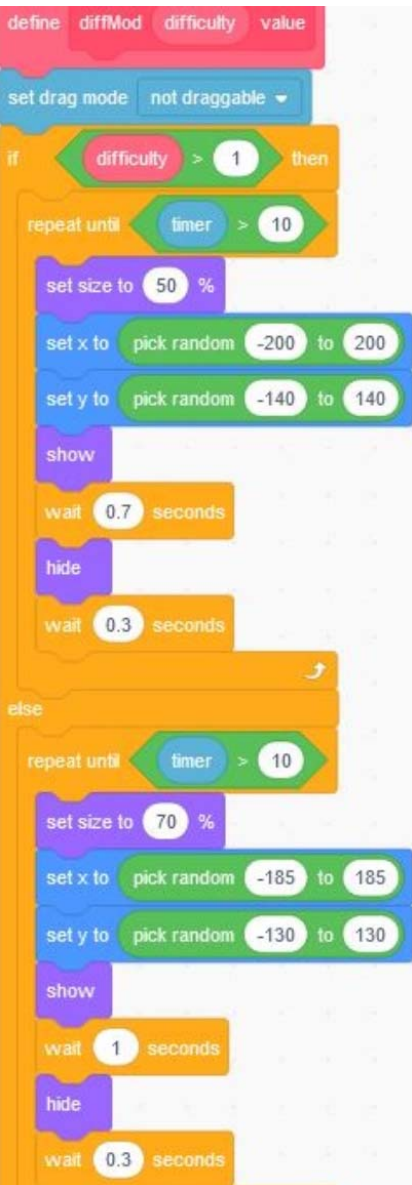 define diffMod difficulty value
set drag mode not draggable
if difficulty > 1 then
repeat until timer > 10
set size to 50 %
set x to pick random -200 to 200
set y to pick random -140 to 140
show
wait 0.7 seconds
hide
wait 0.3 seconds
else
repeat until timer > 10
set size to 70 %
set x to pick random -185 to 185
set y to pick random -130 to 130
show
wait 1 seconds
hide
wait 0.3 seconds